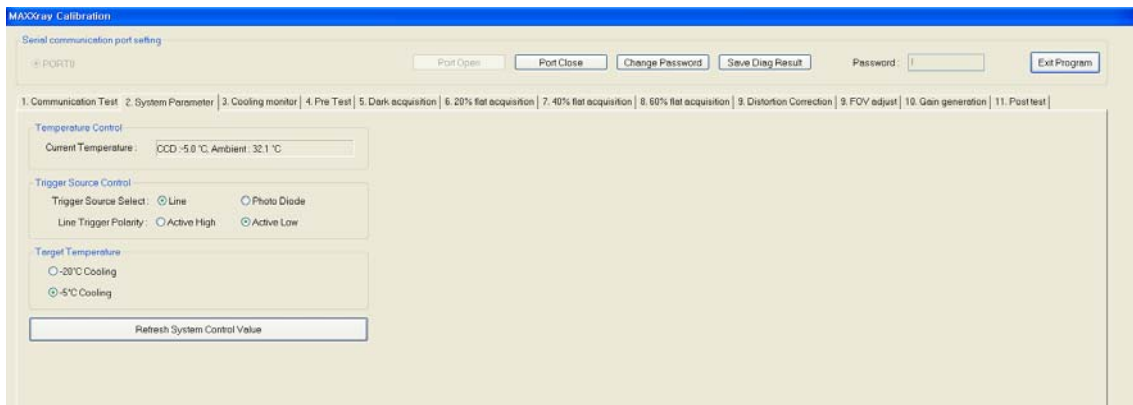 MAXXray Calibration
Serial communication port setting
PORT8 Port Open Port Close Change Password Save Diag Result Password : Exit Program
1. Communication Test 2. System Parameter 3. Cooling monitor 4. Pre Test 5. Dark acquisition 6. 20% flat acquisition 7. 40% flat acquisition 8. 60% flat acquisition 9. Distortion Correction 9. FOV adjust 10. Gain generation 11. Post test
Temperature Control
Current Temperature : CCD :-5.0 °C, Ambient : 32.1 °C
Trigger Source Control
Trigger Source Select : Line Photo Diode
Line Trigger Polarity : Active High Active Low
Target Temperature
-20°C Cooling
-5°C Cooling
Refresh System Control Value